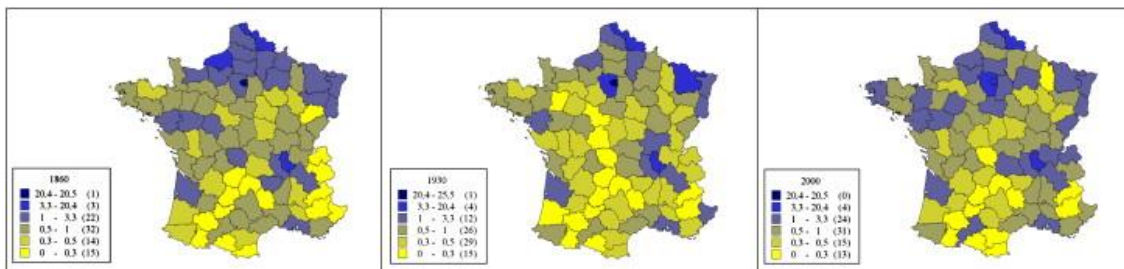 1860
20,4 - 20,5 (1)
3,3 - 20,4 (3)
1 - 3,3 (22)
0,5 - 1 (32)
0,3 - 0,5 (14)
0 - 0,3 (15)
1930
20,4 - 25,5 (1)
3,3 - 20,4 (4)
1 - 3,3 (12)
0,5 - 1 (26)
0,3 - 0,5 (29)
0 - 0,3 (15)
2000
20,4 - 20,5 (0)
3,3 - 20,4 (4)
1 - 3,3 (24)
0,5 - 1 (31)
0,3 - 0,5 (15)
0 - 0,3 (13)